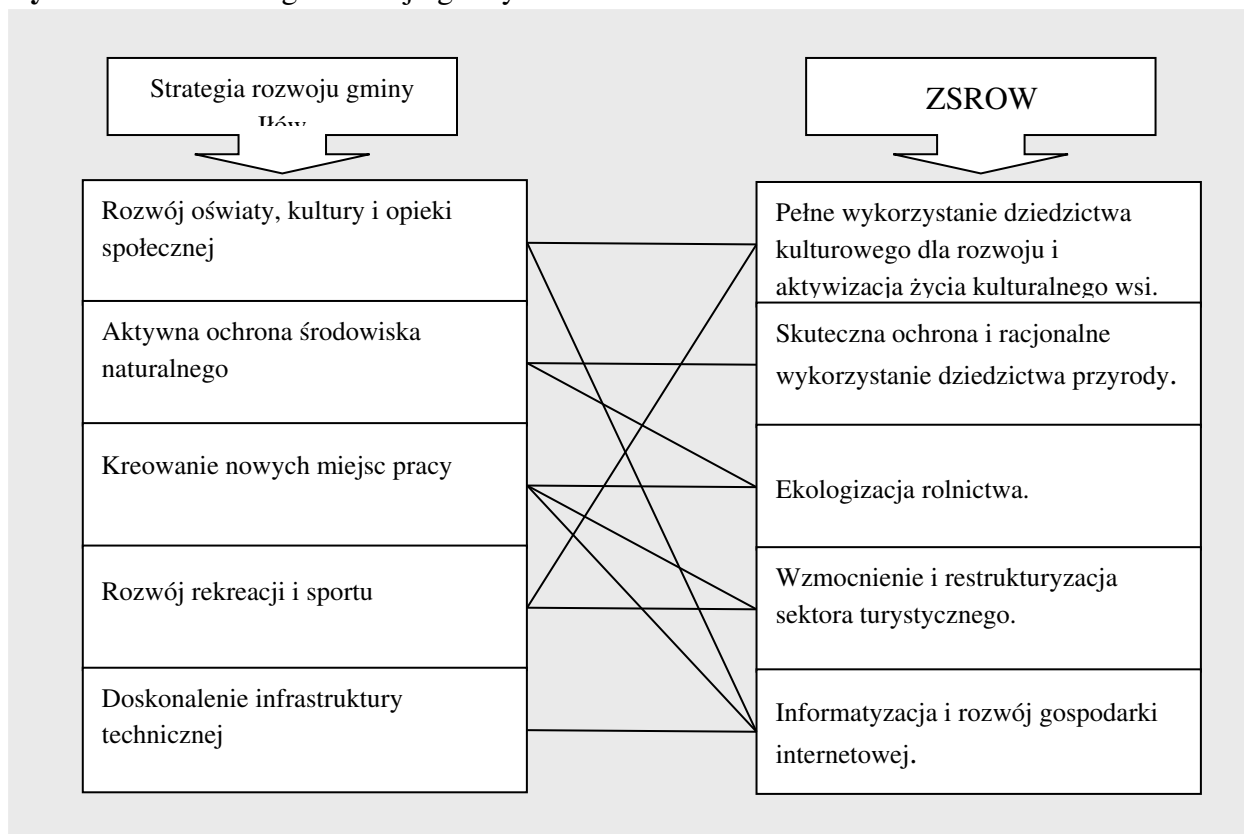 Strategia rozwoju gminy
Iłów
ZSROW
Rozwój oświaty, kultury i opieki
społecznej
Aktywna ochrona środowiska
naturalnego
Kreowanie nowych miejsc pracy
Rozwój rekreacji i sportu
Doskonalenie infrastruktury
technicznej
Pełne wykorzystanie dziedzictwa
kulturowego dla rozwoju i
aktywizacja życia kulturalnego wsi.
Skuteczna ochrona i racjonalne
wykorzystanie dziedzictwa przyrody.
Ekologizacja rolnictwa.
Wzmocnienie i restrukturyzacja
sektora turystycznego.
Informatyzacja i rozwój gospodarki
internetowej.